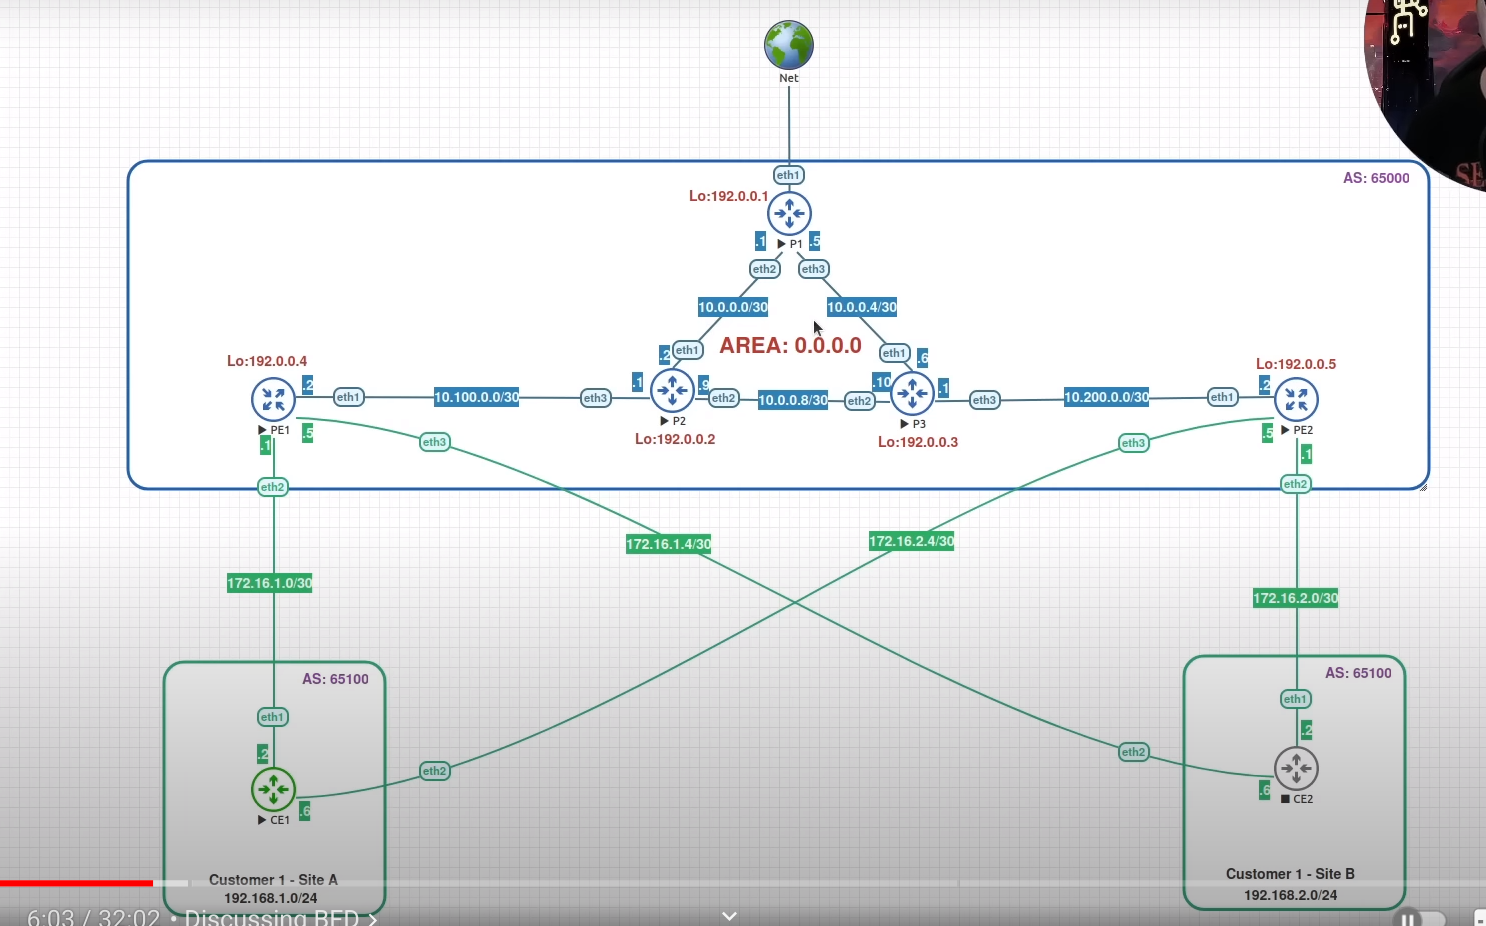 Net
eth1
AS: 65000
Lo:192.0.0.1
.1
P1
.5
eth2
eth3
10.0.0.0/30
10.0.0.4/30
AREA: 0.0.0.0
.2
eth1
eth1
.6
Lo:192.0.0.4
Lo:192.0.0.5
.2
eth1
10.100.0.0/30
eth3
.1
.9
eth2
10.0.0.8/30
eth2
.10
.1
eth3
10.200.0.0/30
eth1
.2
PE1
P2
P3
PE2
.1
.5
eth3
Lo:192.0.0.2
Lo:192.0.0.3
eth3
.5
.1
eth2
eth2
172.16.1.4/30
172.16.2.4/30
172.16.1.0/30
172.16.2.0/30
AS: 65100
AS: 65100
eth1
eth1
.2
.2
eth2
eth2
CE1
.6
.6
CE2
Customer 1 - Site A
192.168.1.0/24
Customer 1 - Site B
192.168.2.0/24
6:03 / 32:02 • Discussing BFD >